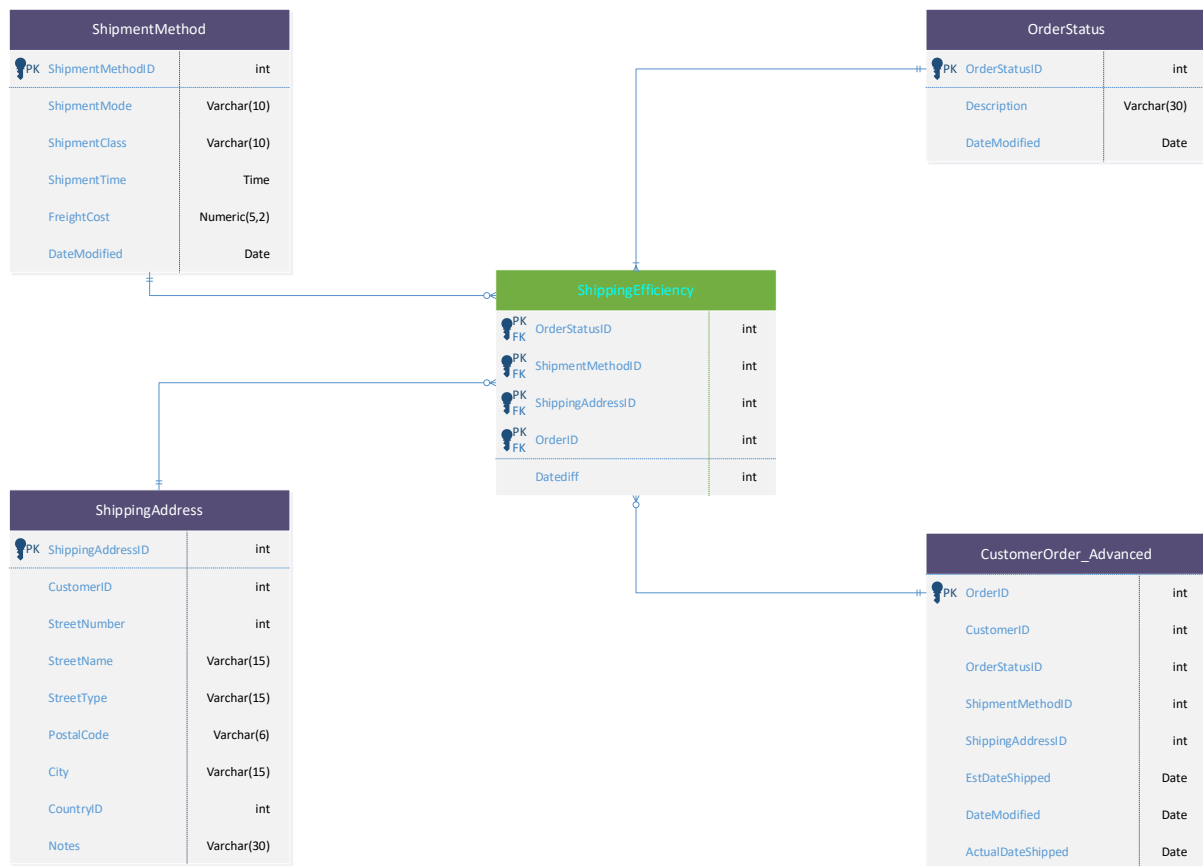 ShipmentMethod
PK ShipmentMethodID int
ShipmentMode Varchar(10)
ShipmentClass Varchar(10)
ShipmentTime Time
FreightCost Numeric(5,2)
DateModified Date
OrderStatus
PK OrderStatusID int
Description Varchar(30)
DateModified Date
ShippingEfficiency
PK
FK OrderStatusID int
PK
FK ShipmentMethodID int
PK
FK ShippingAddressID int
PK
FK OrderID int
Datediff int
ShippingAddress
PK ShippingAddressID int
CustomerID int
StreetNumber int
StreetName Varchar(15)
StreetType Varchar(15)
PostalCode Varchar(6)
City Varchar(15)
CountryID int
Notes Varchar(30)
CustomerOrder_Advanced
PK OrderID int
CustomerID int
OrderStatusID int
ShipmentMethodID int
ShippingAddressID int
EstDateShipped Date
DateModified Date
ActualDateShipped Date